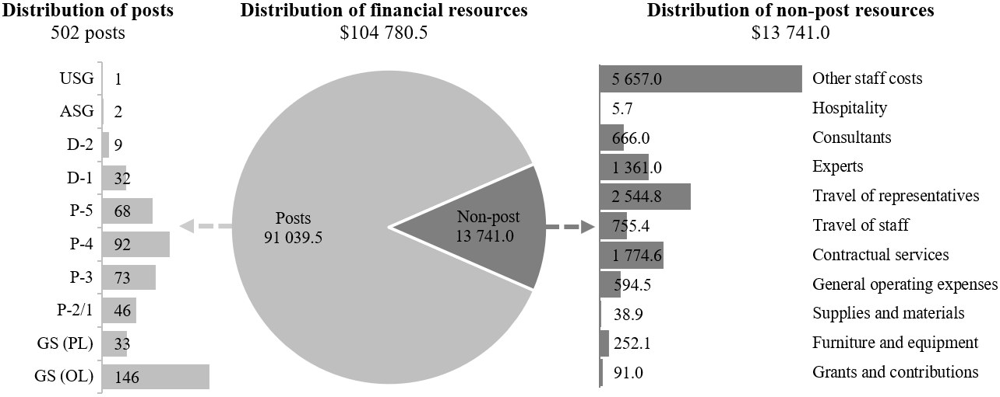 Distribution of posts
502 posts
USG 1
ASG 2
D-2 9
D-1 32
P-5 68
P-4 92
P-3 73
P-2/1 46
GS (PL) 33
GS (OL) 146
Distribution of financial resources
$104 780.5
Posts
91 039.5
Non-post
13 741.0
Distribution of non-post resources
$13 741.0
5 657.0 Other staff costs
5.7 Hospitality
666.0 Consultants
1 361.0 Experts
2 544.8 Travel of representatives
755.4 Travel of staff
1 774.6 Contractual services
594.5 General operating expenses
38.9 Supplies and materials
252.1 Furniture and equipment
91.0 Grants and contributions